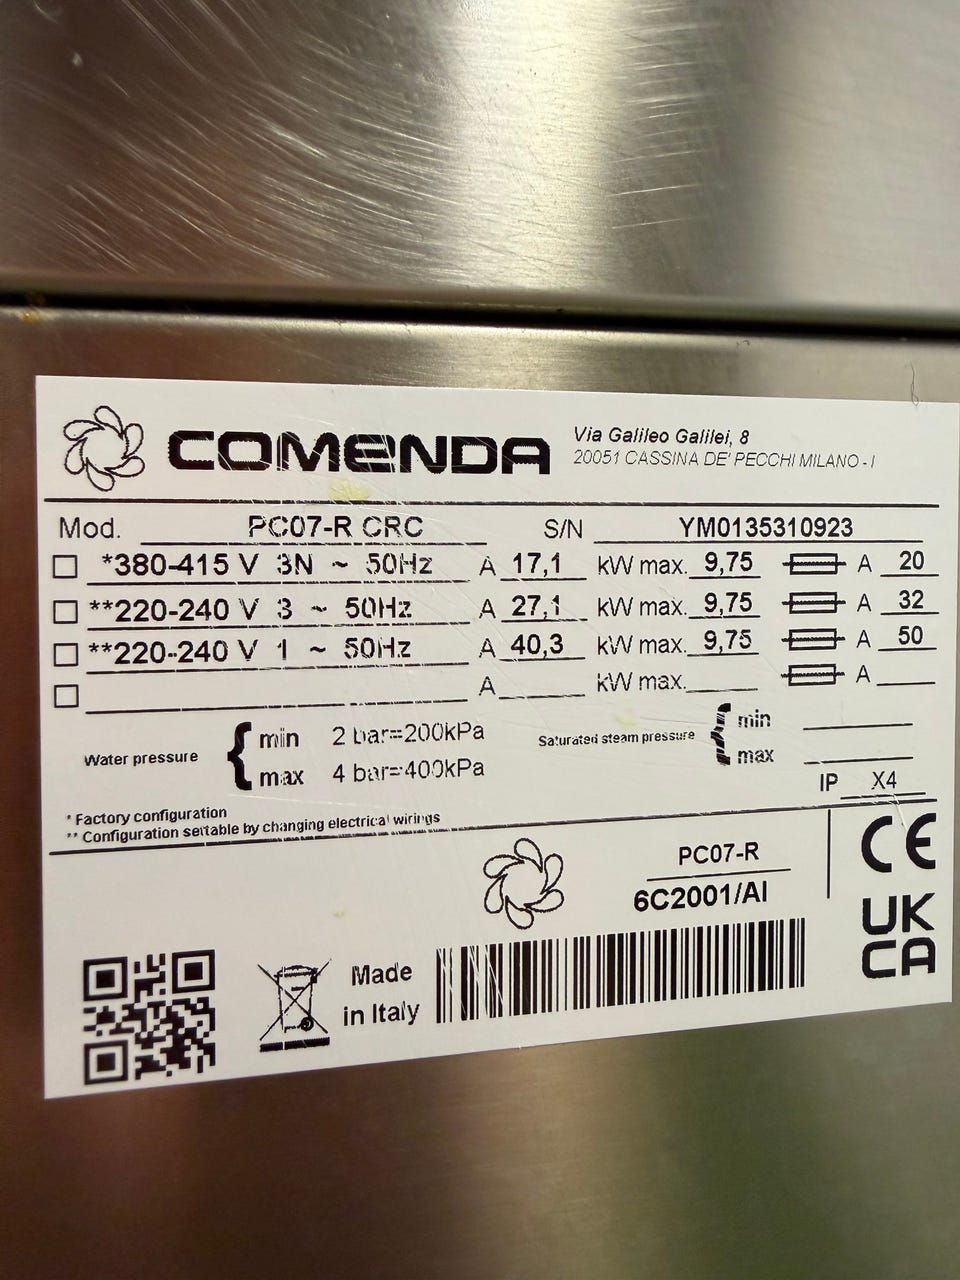 COMENDA
Via Galileo Galilei, 8
20051 CASSINA DE' PECCHI MILANO - I
Mod. PC07-R CRC S/N YM0135310923
*380-415 V 3N ~ 50Hz A 17,1 kW max. 9,75 A 20
**220-240 V 3 ~ 50Hz A 27,1 kW max. 9,75 A 32
**220-240 V 1 ~ 50Hz A 40,3 kW max. 9,75 A 50
A kW max. A
Water pressure { min 2 bar=200kPa Saturated steam pressure { min
max 4 bar=400kPa max
IP X4
* Factory configuration
** Configuration settable by changing electrical wirings
PC07-R
6C2001/AI
CE
UK
CA
Made
in Italy